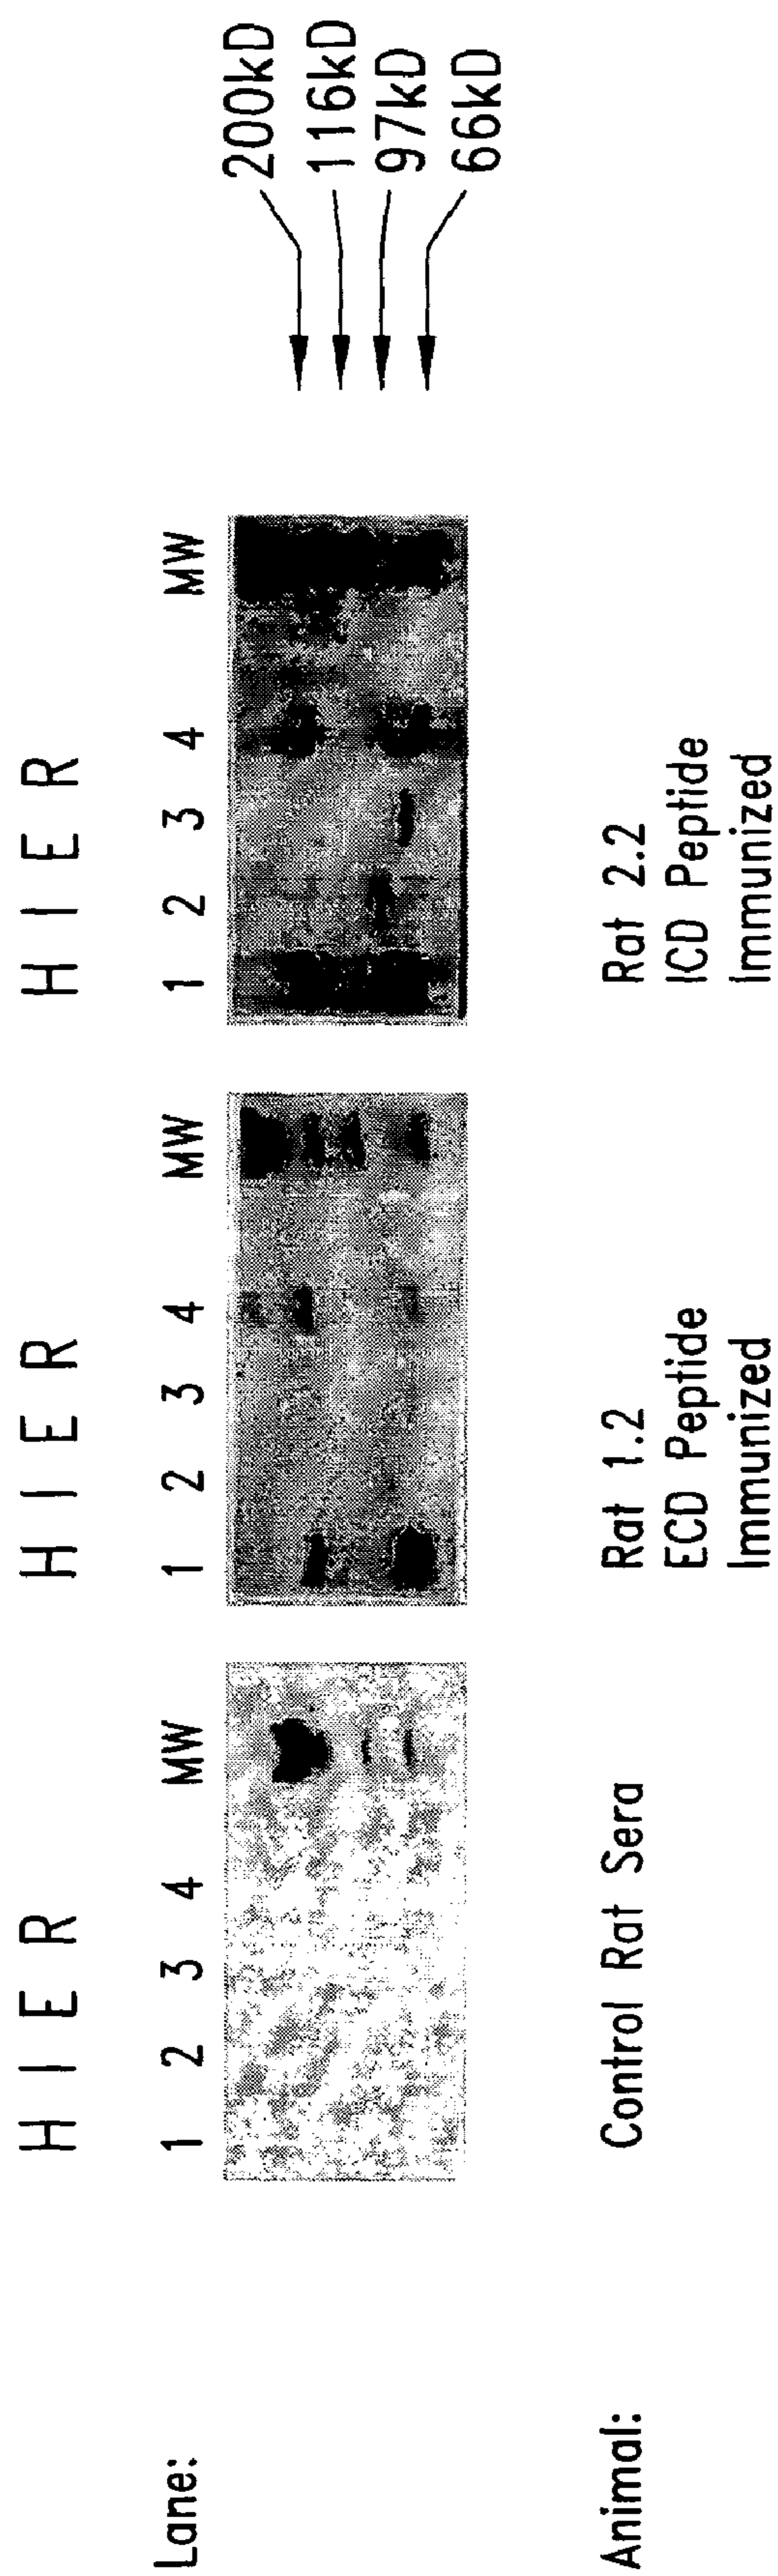 H I E R H I E R H I E R
Lane: 1 2 3 4 MW 1 2 3 4 MW 1 2 3 4 MW
200kD
116kD
97kD
66kD
Animal: Control Rat Sera
Rat 1.2
ECD Peptide
Immunized
Rat 2.2
ICD Peptide
Immunized